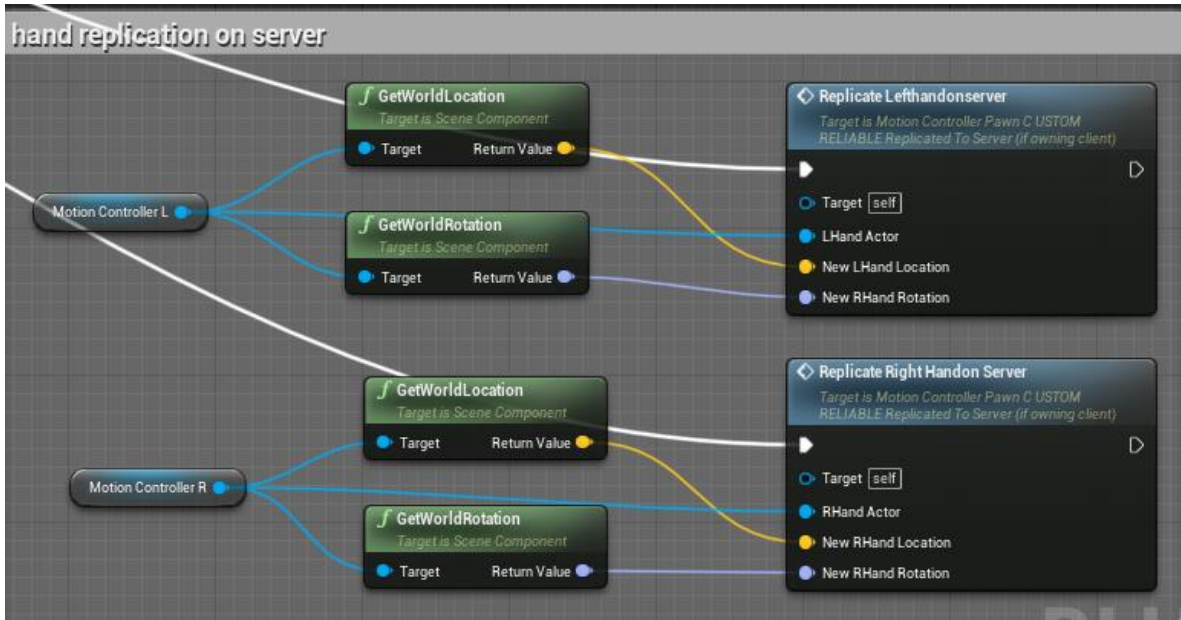 hand replication on server
GetWorldLocation
Target is Scene Component
Target Return Value
Motion Controller L
GetWorldRotation
Target is Scene Component
Target Return Value
Replicate Lefthandonserver
Target is Motion Controller Pawn C USTOM
RELIABLE Replicated To Server (if owning client)
Target self
LHand Actor
New LHand Location
New RHand Rotation
GetWorldLocation
Target is Scene Component
Target Return Value
Motion Controller R
GetWorldRotation
Target is Scene Component
Target Return Value
Replicate Right Handon Server
Target is Motion Controller Pawn C USTOM
RELIABLE Replicated To Server (if owning client)
Target self
RHand Actor
New RHand Location
New RHand Rotation